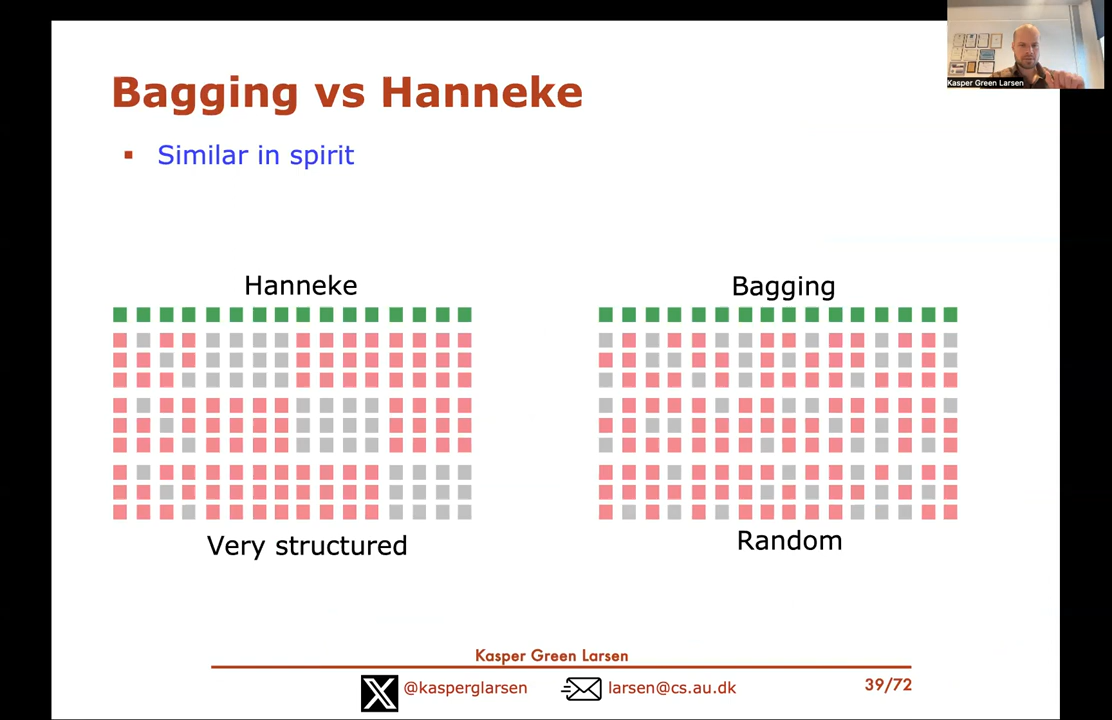 Kasper Green Larsen
Bagging vs Hanneke
▪ Similar in spirit
Hanneke
Bagging
Very structured
Random
Kasper Green Larsen
@kasperglarsen
larsen@cs.au.dk
39/72